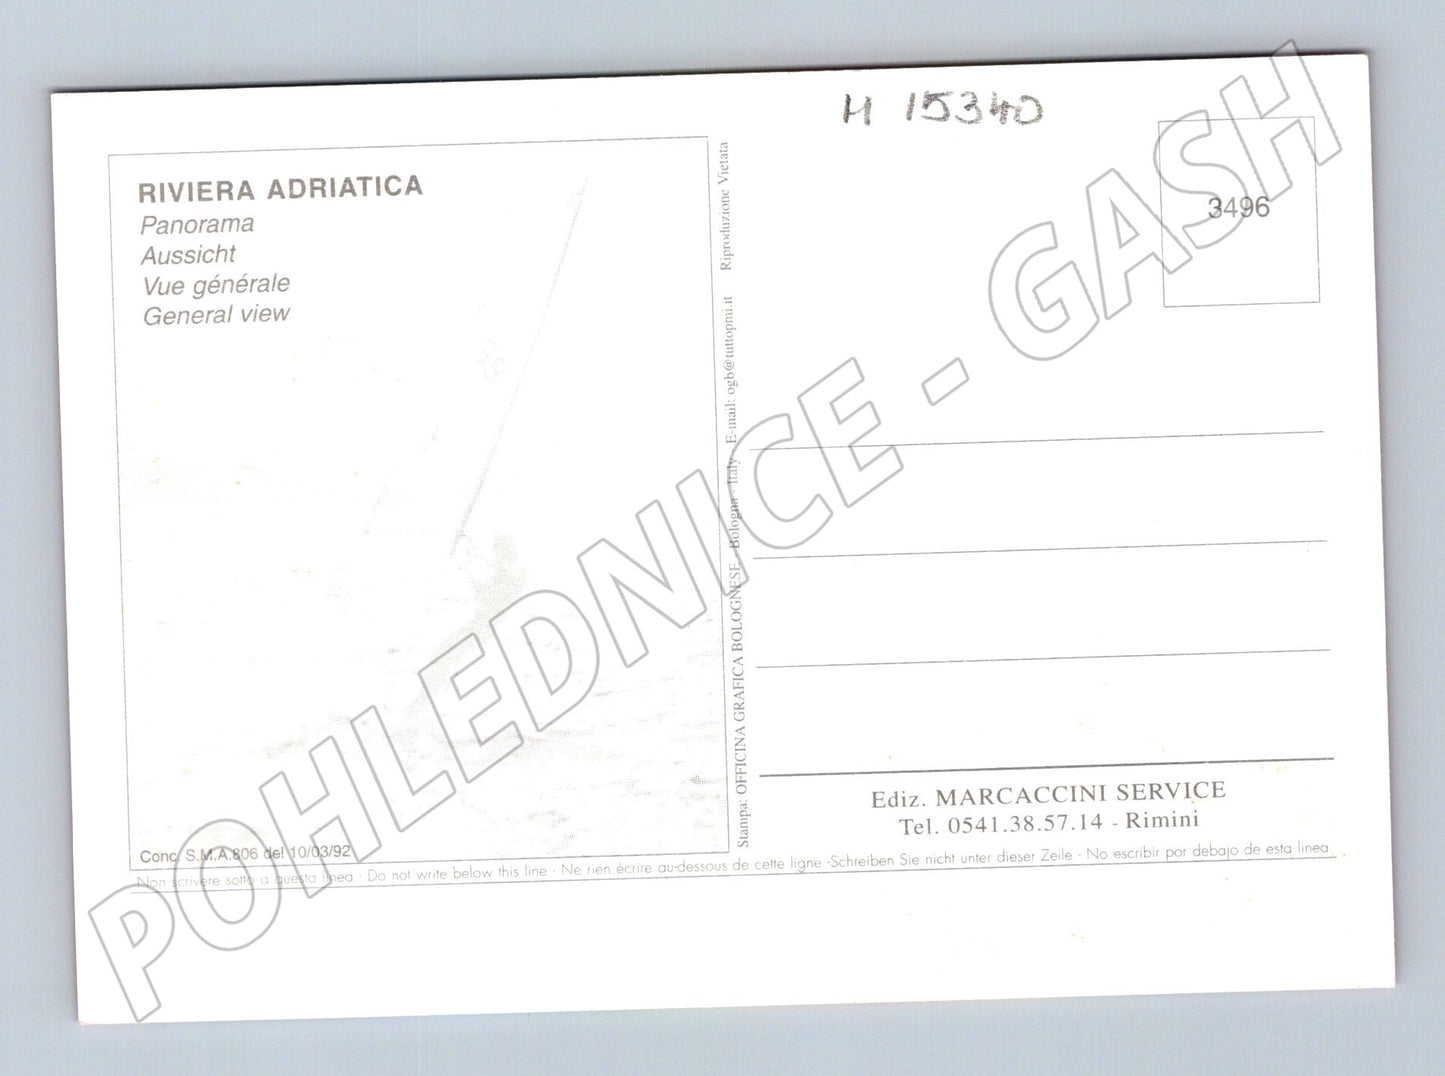 H 15340
RIVIERA ADRIATICA
Panorama
Aussicht
Vue générale
General view
Conc. S.M.A.806 del 10/03/92
Stampa: OFFICINA GRAFICA BOLOGNESE - Bologna - Italy - E-mail: ogb@tuttopmi.it Riproduzione Vietata
3496
Ediz. MARCACCINI SERVICE
Tel. 0541.38.57.14 - Rimini
Non scrivere sotto a questa linea · Do not write below this line · Ne rien écrire au-dessous de cette ligne ·Schreiben Sie nicht unter dieser Zeile · No escribir por debajo de esta linea
POHLEDNICE - GASH